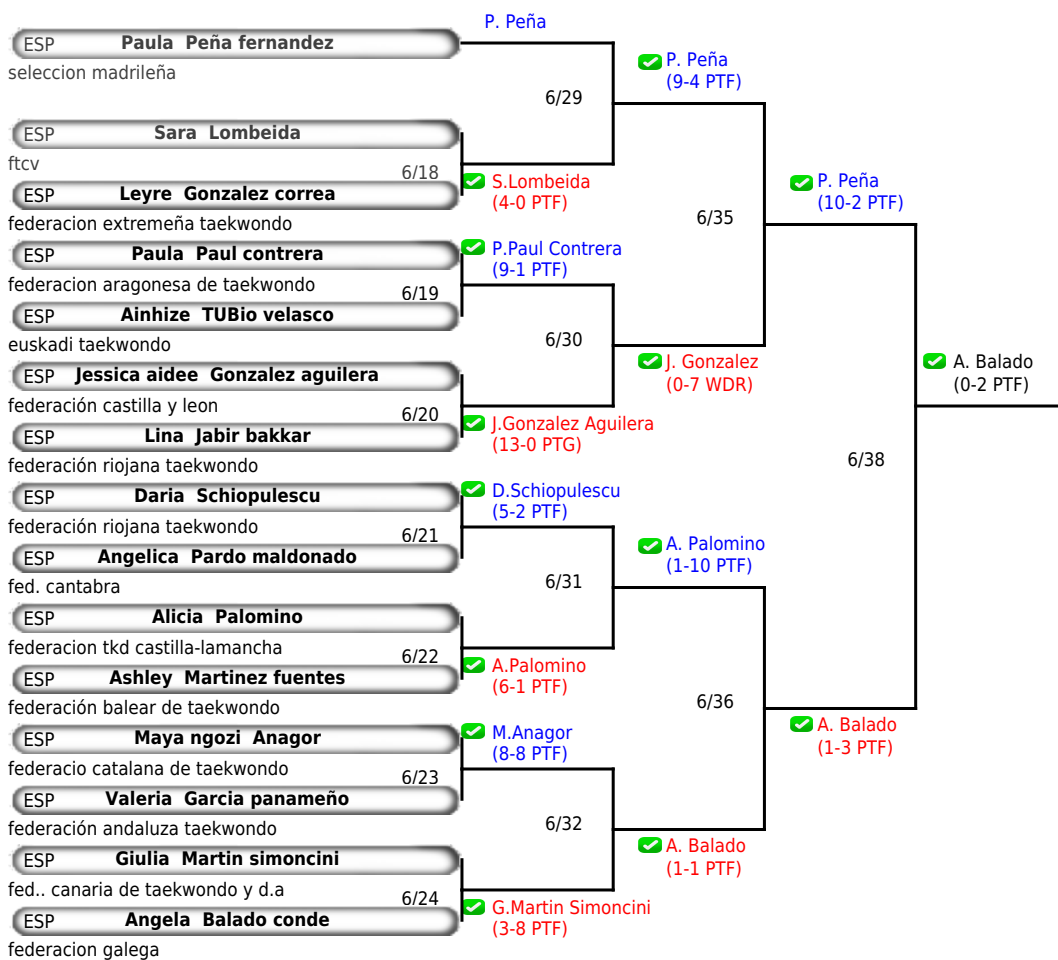 P. Peña
ESP Paula Peña fernandez
seleccion madrileña
P. Peña
(9-4 PTF)
6/29
ESP Sara Lombeida
ftcv
6/18
S.Lombeida
(4-0 PTF)
ESP Leyre Gonzalez correa
federacion extremeña taekwondo
P. Peña
(10-2 PTF)
6/35
ESP Paula Paul contrera
federacion aragonesa de taekwondo
P.Paul Contrera
(9-1 PTF)
6/19
ESP Ainhize TUBio velasco
euskadi taekwondo
6/30
ESP Jessica aidee Gonzalez aguilera
federación castilla y leon
J. Gonzalez
(0-7 WDR)
A. Balado
(0-2 PTF)
6/20
J.Gonzalez Aguilera
(13-0 PTG)
ESP Lina Jabir bakkar
federación riojana taekwondo
6/38
ESP Daria Schiopulescu
federación riojana taekwondo
D.Schiopulescu
(5-2 PTF)
6/21
ESP Angelica Pardo maldonado
fed. cantabra
A. Palomino
(1-10 PTF)
6/31
ESP Alicia Palomino
federacion tkd castilla-lamancha
6/22
A.Palomino
(6-1 PTF)
ESP Ashley Martinez fuentes
federación balear de taekwondo
6/36
A. Balado
(1-3 PTF)
ESP Maya ngozi Anagor
federacio catalana de taekwondo
M.Anagor
(8-8 PTF)
6/23
ESP Valeria Garcia panameño
federación andaluza taekwondo
6/32
ESP Giulia Martin simoncini
fed.. canaria de taekwondo y d.a
A. Balado
(1-1 PTF)
6/24
G.Martin Simoncini
(3-8 PTF)
ESP Angela Balado conde
federacion galega